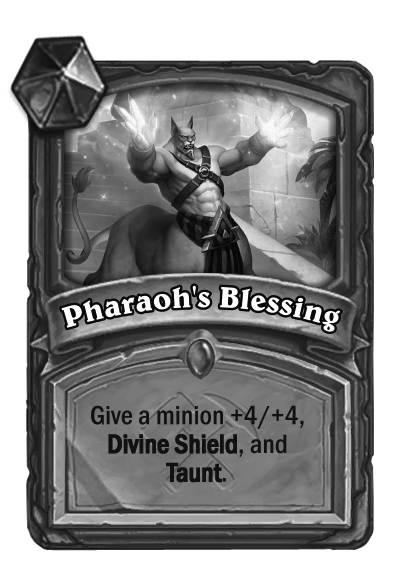 Pharaoh's Blessing
Give a minion +4/+4,
Divine Shield, and
Taunt.